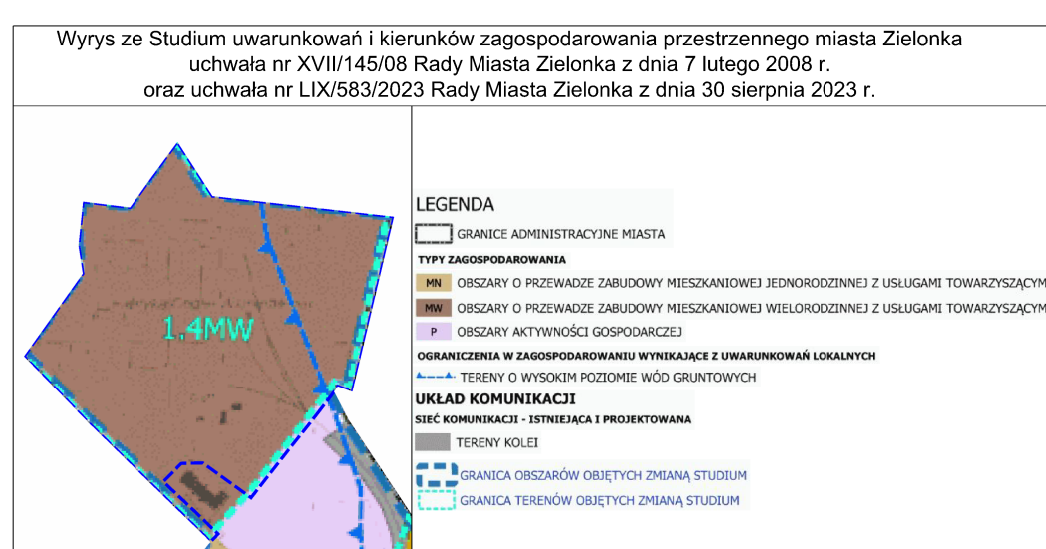 Wyrys ze Studium uwarunkowań i kierunków zagospodarowania przestrzennego miasta Zielonka
uchwała nr XVII/145/08 Rady Miasta Zielonka z dnia 7 lutego 2008 r.
oraz uchwała nr LIX/583/2023 Rady Miasta Zielonka z dnia 30 sierpnia 2023 r.
1.4MW
LEGENDA
GRANICE ADMINISTRACYJNE MIASTA
TYPY ZAGOSPODAROWANIA
MN OBSZARY O PRZEWADZE ZABUDOWY MIESZKANIOWEJ JEDNORODZINNEJ Z USŁUGAMI TOWARZYSZĄCYM
MW OBSZARY O PRZEWADZE ZABUDOWY MIESZKANIOWEJ WIELORODZINNEJ Z USŁUGAMI TOWARZYSZĄCYM
P OBSZARY AKTYWNOŚCI GOSPODARCZEJ
OGRANICZENIA W ZAGOSPODAROWANIU WYNIKAJĄCE Z UWARUNKOWAŃ LOKALNYCH
TERENY O WYSOKIM POZIOMIE WÓD GRUNTOWYCH
UKŁAD KOMUNIKACJI
SIEĆ KOMUNIKACJI - ISTNIEJĄCA I PROJEKTOWANA
TERENY KOLEI
GRANICA OBSZARÓW OBJĘTYCH ZMIANĄ STUDIUM
GRANICA TERENÓW OBJĘTYCH ZMIANĄ STUDIUM